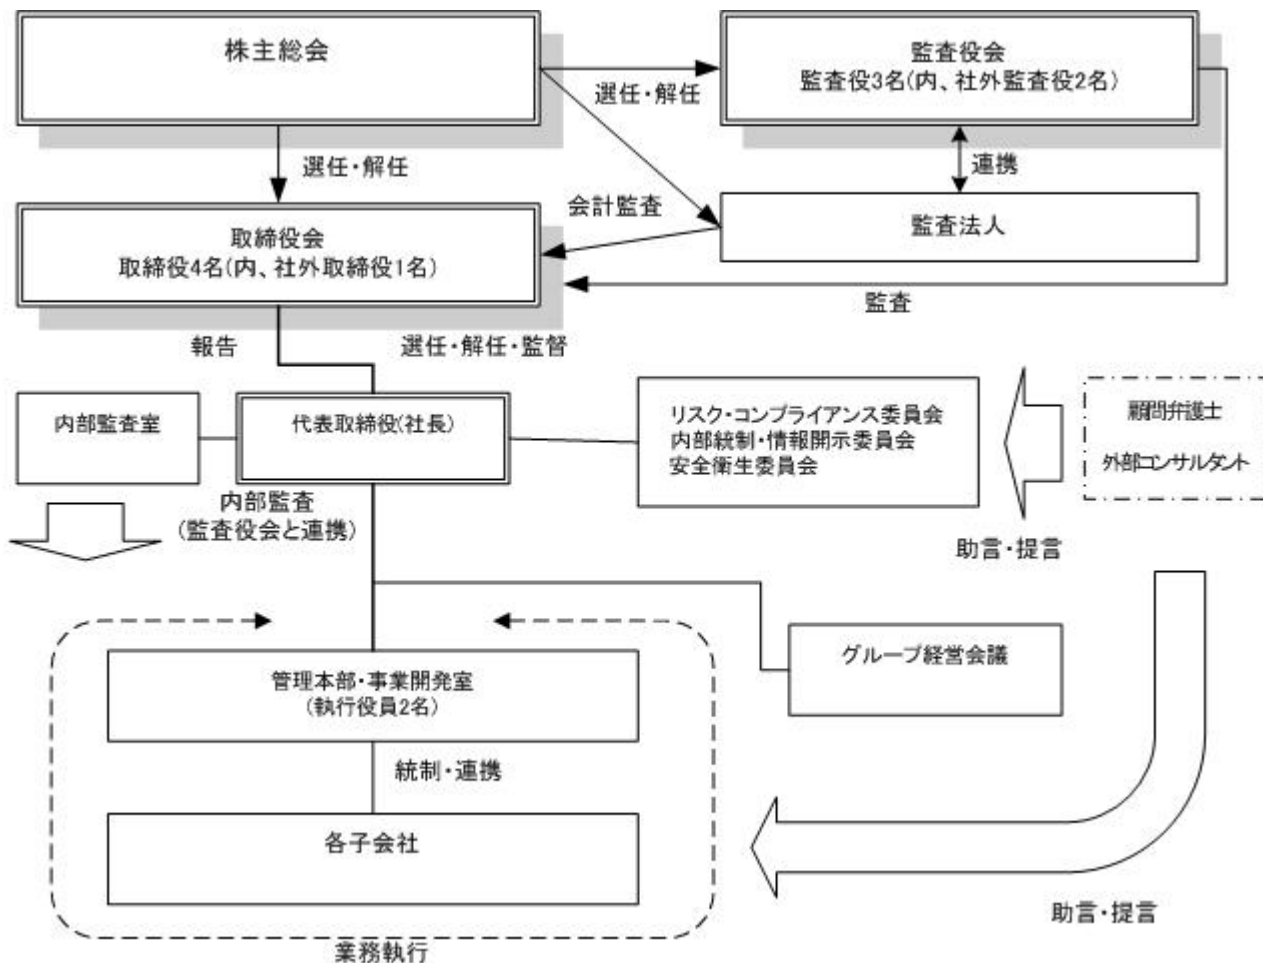 株主総会
監査役会
監査役3名(内、社外監査役2名)
選任・解任
選任・解任
連携
会計監査
監査法人
取締役会
取締役4名(内、社外取締役1名)
監査
報告
選任・解任・監督
内部監査室
代表取締役(社長)
リスク・コンプライアンス委員会
内部統制・情報開示委員会
安全衛生委員会
顧問弁護士
外部コンサルタント
内部監査
(監査役会と連携)
助言・提言
グループ経営会議
管理本部・事業開発室
(執行役員2名)
統制・連携
各子会社
助言・提言
業務執行